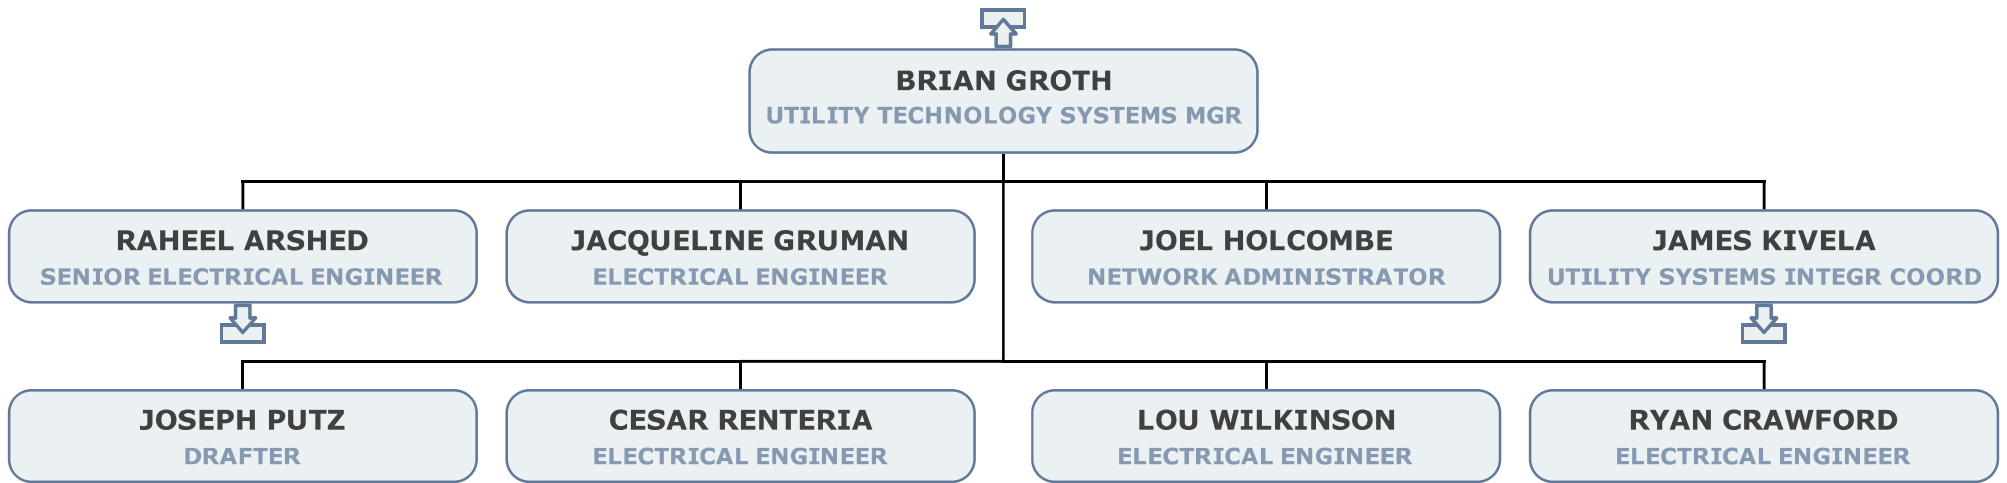 BRIAN GROTH
UTILITY TECHNOLOGY SYSTEMS MGR
RAHEEL ARSHED
SENIOR ELECTRICAL ENGINEER
JACQUELINE GRUMAN
ELECTRICAL ENGINEER
JOEL HOLCOMBE
NETWORK ADMINISTRATOR
JAMES KIVELA
UTILITY SYSTEMS INTEGR COORD
JOSEPH PUTZ
DRAFTER
CESAR RENTERIA
ELECTRICAL ENGINEER
LOU WILKINSON
ELECTRICAL ENGINEER
RYAN CRAWFORD
ELECTRICAL ENGINEER